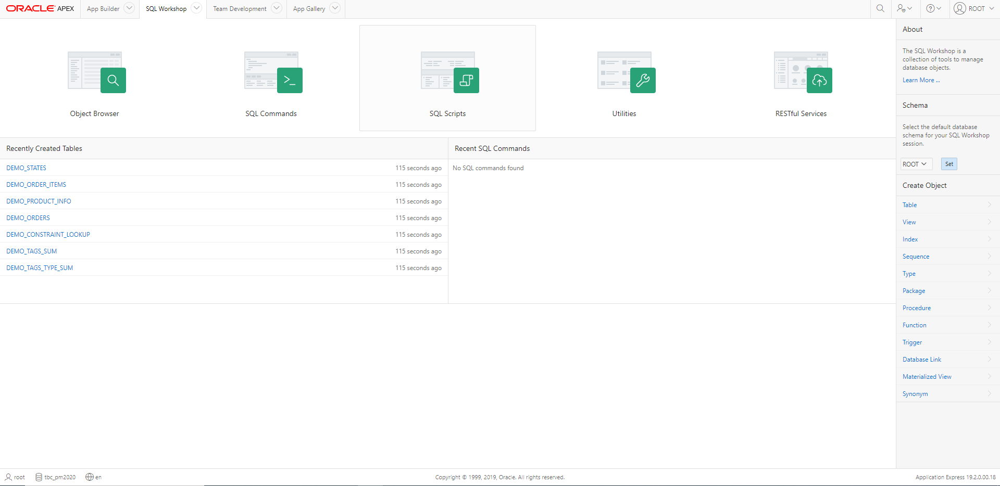 ORACLE APEX App Builder SQL Workshop Team Development App Gallery ROOT
Object Browser
SQL Commands
SQL Scripts
Utilities
RESTful Services
Recently Created Tables
DEMO_STATES 115 seconds ago
DEMO_ORDER_ITEMS 115 seconds ago
DEMO_PRODUCT_INFO 115 seconds ago
DEMO_ORDERS 115 seconds ago
DEMO_CONSTRAINT_LOOKUP 115 seconds ago
DEMO_TAGS_SUM 115 seconds ago
DEMO_TAGS_TYPE_SUM 115 seconds ago
Recent SQL Commands
No SQL commands found
About
The SQL Workshop is a
collection of tools to manage
database objects.
Learn More ...
Schema
Select the default database
schema for your SQL Workshop
session.
ROOT Set
Create Object
Table
View
Index
Sequence
Type
Package
Procedure
Function
Trigger
Database Link
Materialized View
Synonym
root tbc_pm2020 en Copyright © 1999, 2019, Oracle. All rights reserved. Application Express 19.2.0.00.18